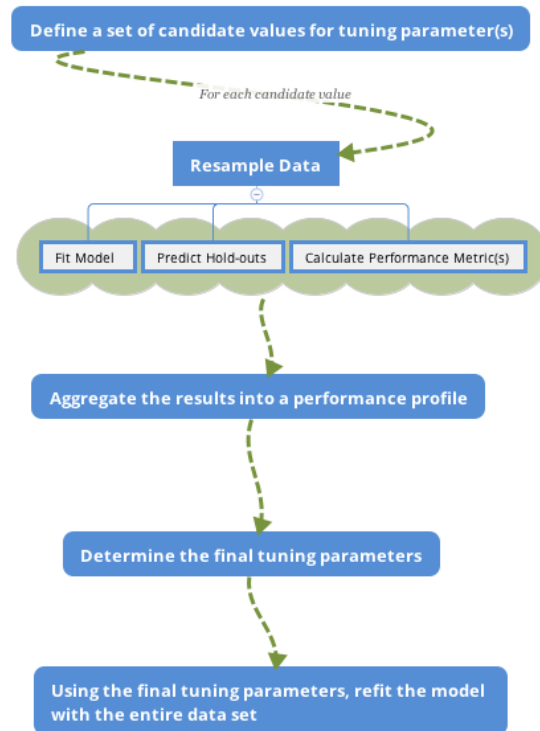 Define a set of candidate values for tuning parameter(s)
For each candidate value
Resample Data
Fit Model
Predict Hold-outs
Calculate Performance Metric(s)
Aggregate the results into a performance profile
Determine the final tuning parameters
Using the final tuning parameters, refit the model
with the entire data set